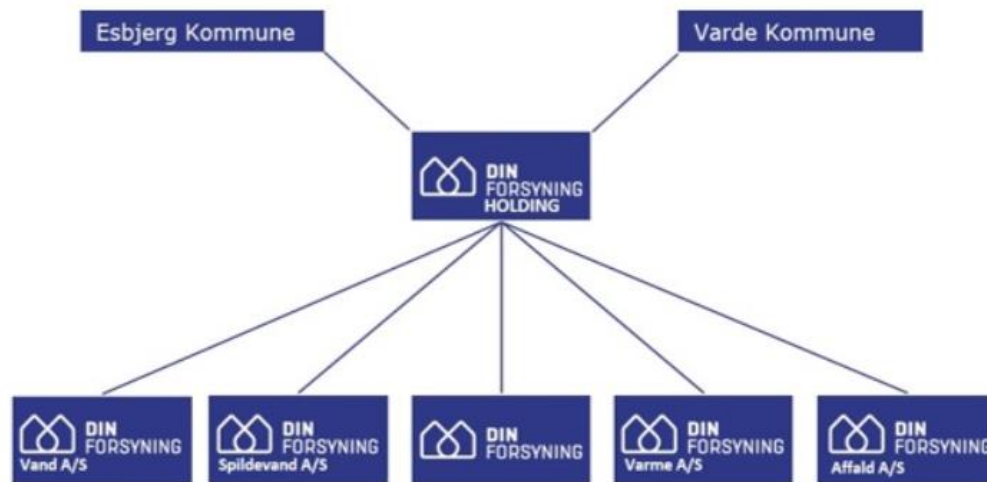 Esbjerg Kommune
Varde Kommune
DIN
FORSYNING
HOLDING
DIN
FORSYNING
Vand A/S
DIN
FORSYNING
Spildevand A/S
DIN
FORSYNING
DIN
FORSYNING
Varme A/S
DIN
FORSYNING
Affald A/S